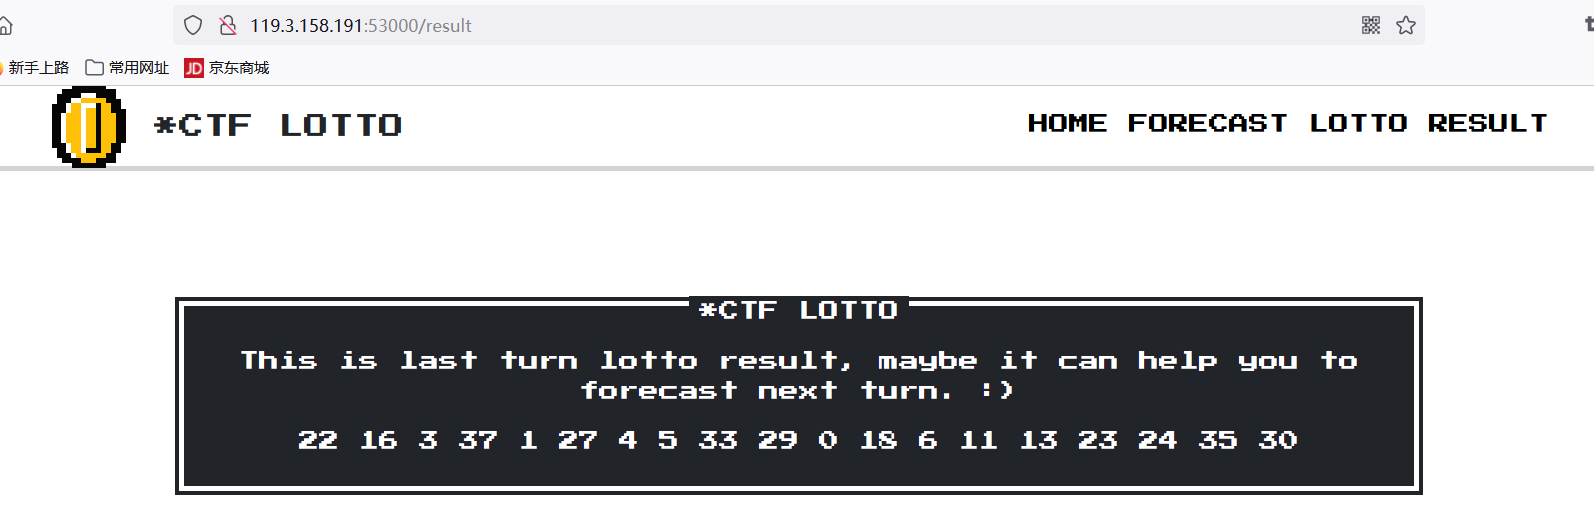 119.3.158.191:53000/result
新手上路 常用网址 JD 京东商城
*CTF LOTTO HOME FORECAST LOTTO RESULT
*CTF LOTTO
This is last turn lotto result, maybe it can help you to
forecast next turn. :)
22 16 3 37 1 27 4 5 33 29 0 18 6 11 13 23 24 35 30